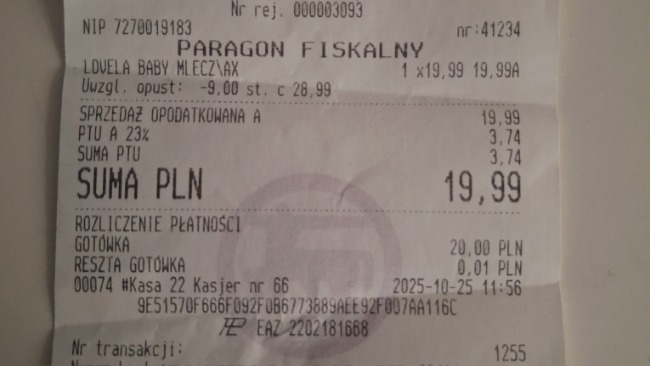 Nr rej. 000003093
NIP 7270019183 nr:41234
PARAGON FISKALNY
LOVELA BABY MLECZ\AX 1 x19,99 19,99A
Uwzgl. opust: -9,00 st. c 28,99
SPRZEDAŻ OPODATKOWANA A 19,99
PTU A 23% 3,74
SUMA PTU 3,74
SUMA PLN 19,99
ROZLICZENIE PŁATNOŚCI
GOTÓWKA 20,00 PLN
RESZTA GOTÓWKA 0,01 PLN
00074 #Kasa 22 Kasjer nr 66 2025-10-25 11:56
9E51570F666F092F0B6773889AEE92F007AA116C
EAZ 2202181668
Nr transakcji: 1255